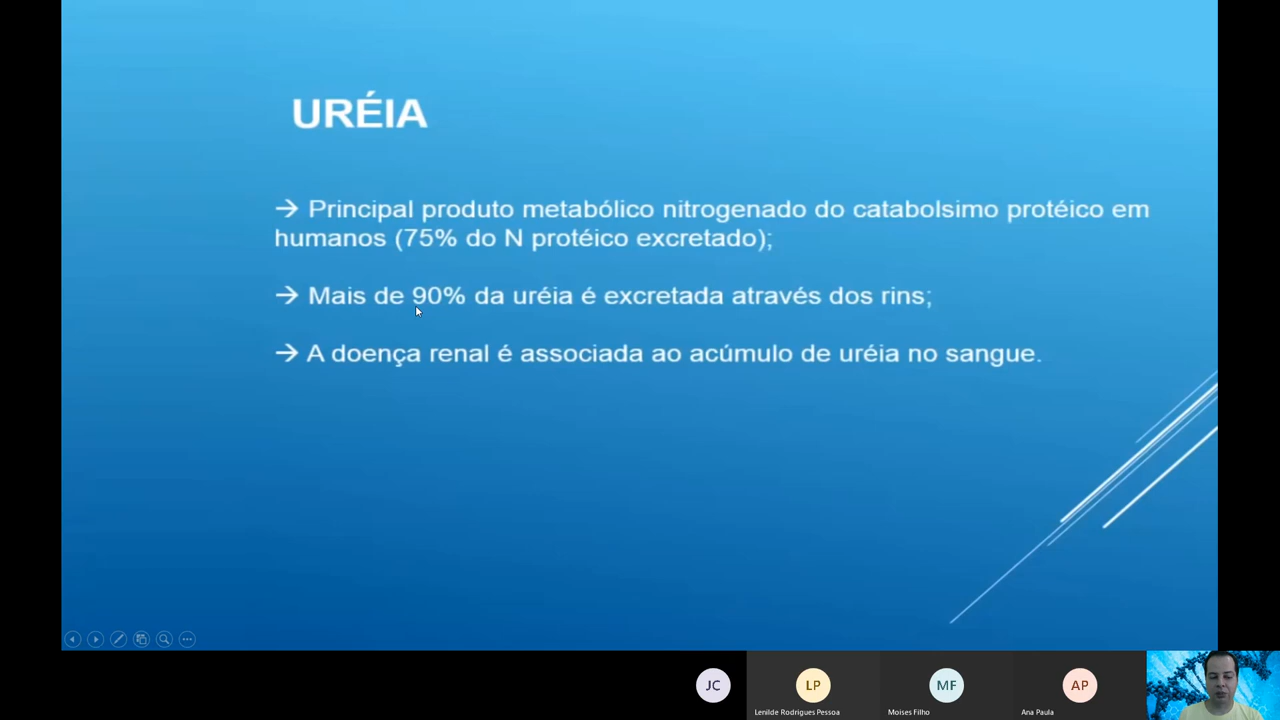 URÉIA
→ Principal produto metabólico nitrogenado do catabolsimo protéico em
humanos (75% do N protéico excretado);
→ Mais de 90% da uréia é excretada através dos rins;
→ A doença renal é associada ao acúmulo de uréia no sangue.
JC
LP
MF
AP
Lenilde Rodrigues Pessoa
Moises Filho
Ana Paula